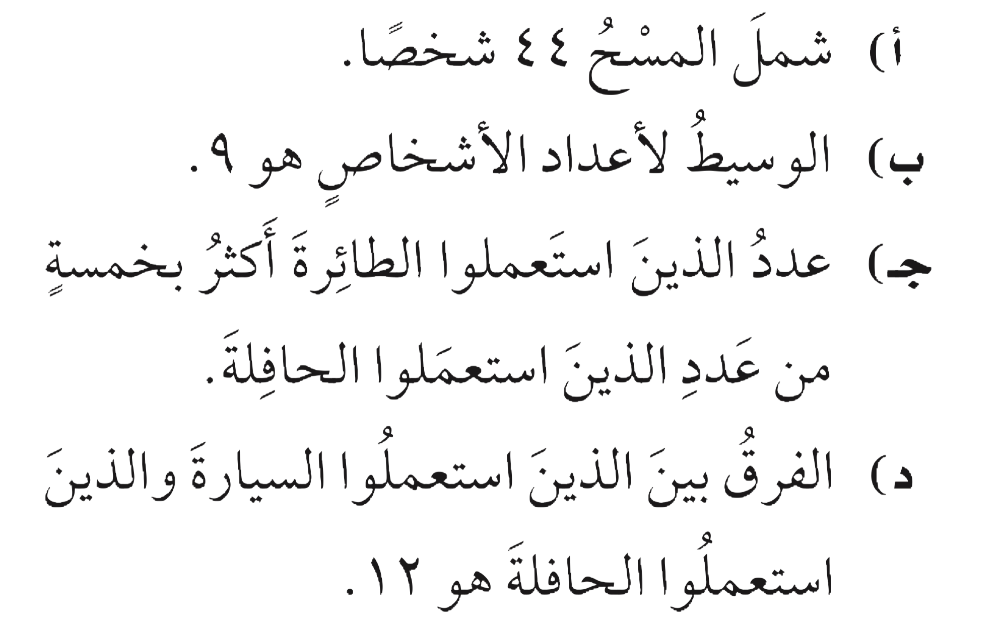 أ) شملَ المسْحُ ٤٤ شخصًا.
ب) الوسيطُ لأعداد الأشخاصٍ هو ٩.
جـ) عددُ الذينَ استَعملوا الطائِرةَ أَكثرُ بخمسةٍ
من عَددِ الذينَ استعمَلوا الحافِلةَ.
د) الفرقُ بينَ الذينَ استعملُوا السيارةَ والذينَ
استعملُوا الحافلةَ هو ١٢.